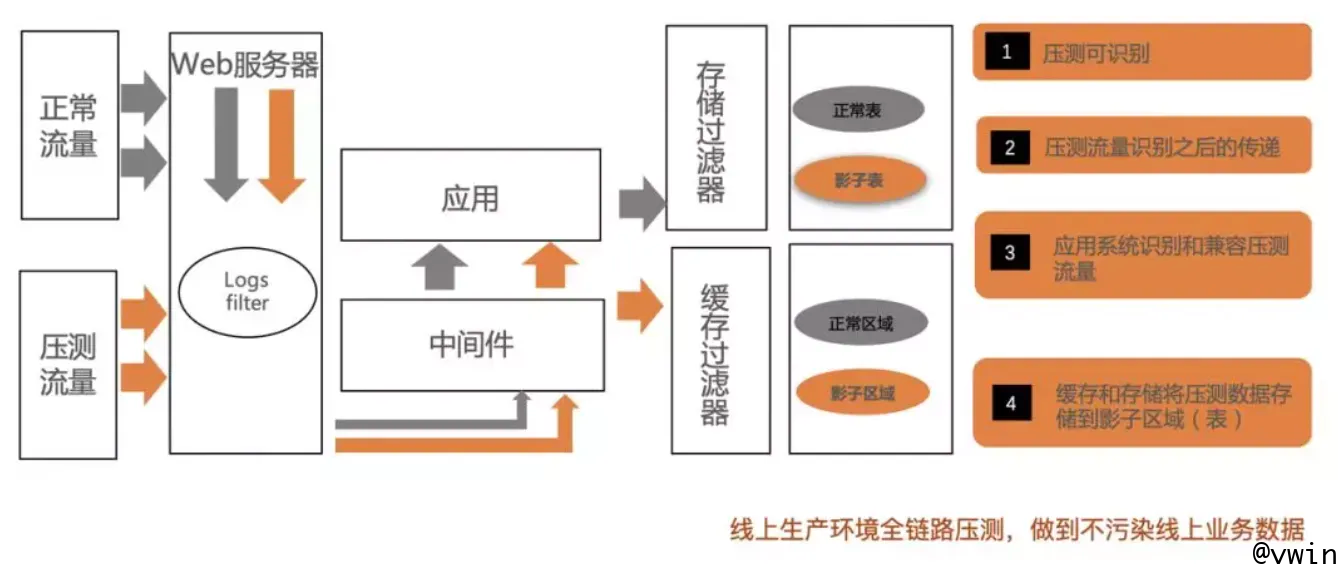 正常
流量
压测
流量
Web服务器
Logs
filter
应用
中间件
存储过滤器
缓存过滤器
正常表
影子表
正常区域
影子区域
1
压测可识别
2
压测流量识别之后的传递
3
应用系统识别和兼容压测
流量
4
缓存和存储将压测数据存
储到影子区域（表）
线上生产环境全链路压测，做到不污染线上业务数据
@vwin